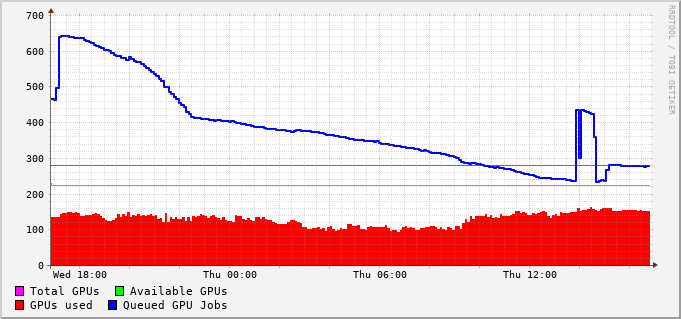 700
600
500
400
300
200
100
0
Wed 18:00 Thu 00:00 Thu 06:00 Thu 12:00
Total GPUs Available GPUs
GPUs used Queued GPU Jobs
RRDTOOL / TOBI OETIKER